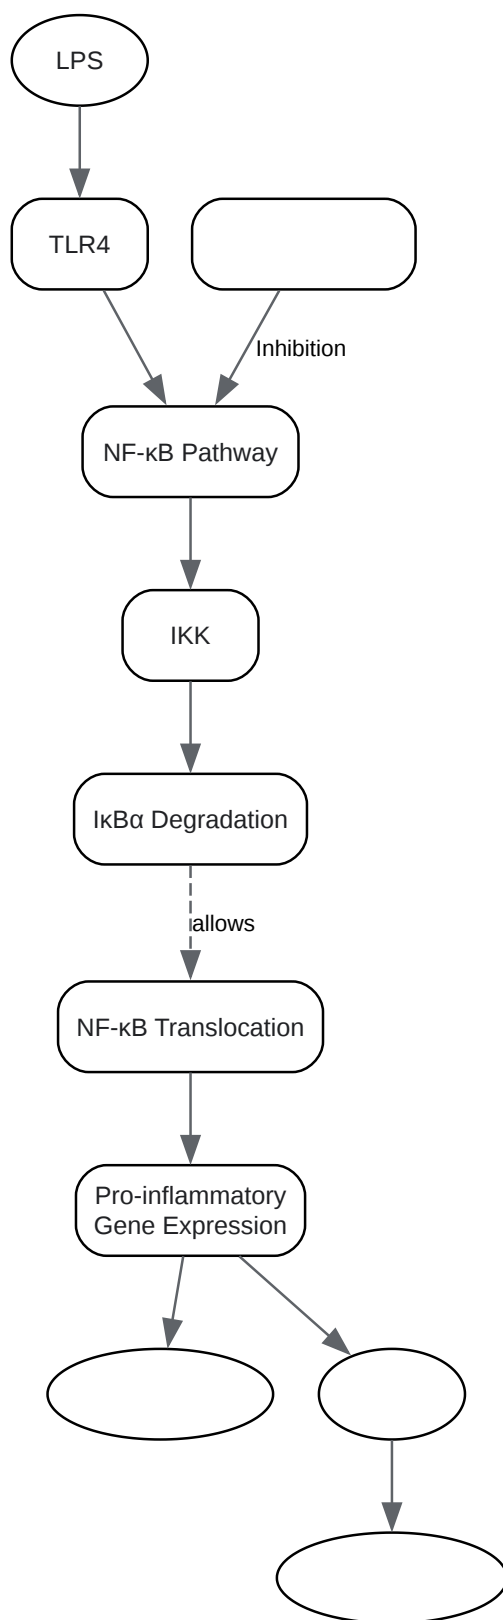 LPS
TLR4
Inhibition
NF-κB Pathway
IKK
IκBα Degradation
allows
NF-κB Translocation
Pro-inflammatory
Gene Expression